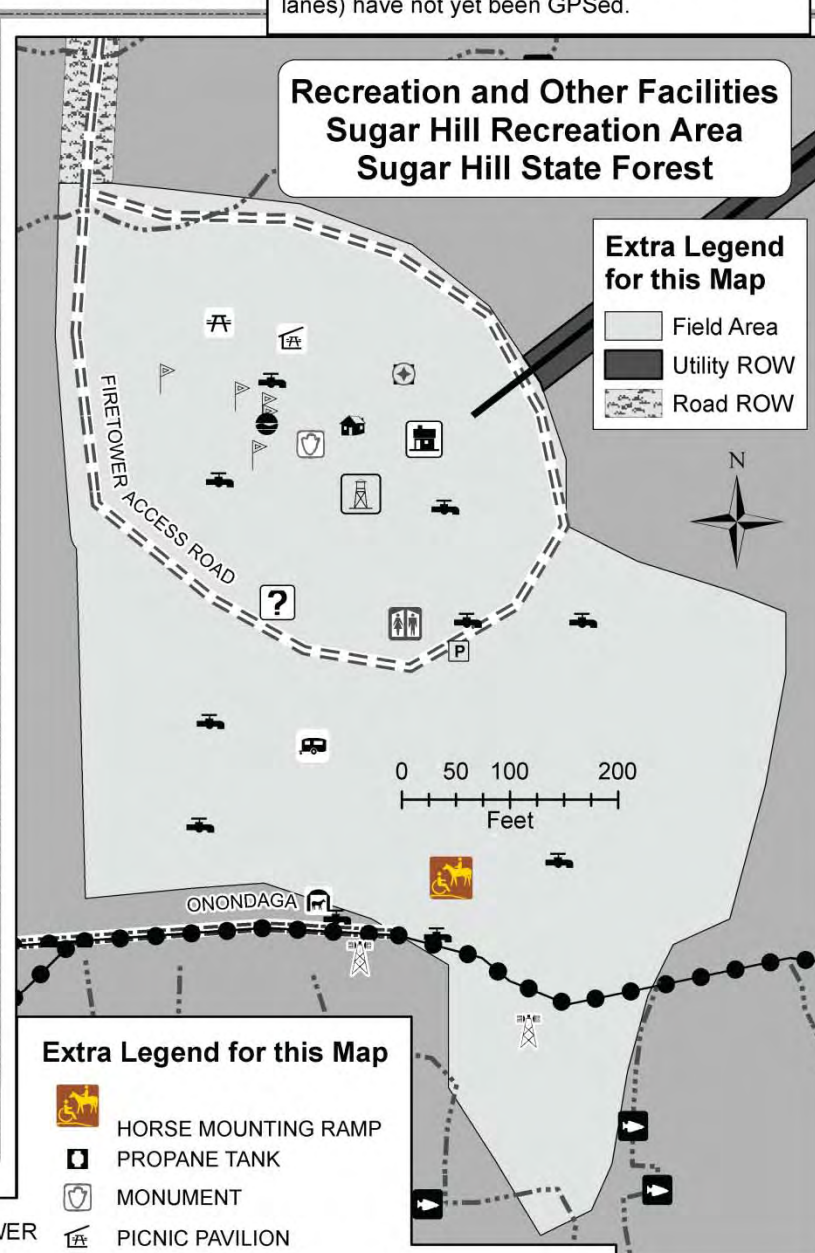 lanes) have not yet been GPSed.
Recreation and Other Facilities
Sugar Hill Recreation Area
Sugar Hill State Forest
Extra Legend
for this Map
Field Area
Utility ROW
Road ROW
N
FIRETOWER ACCESS ROAD
?
P
0 50 100 200
Feet
ONONDAGA
Extra Legend for this Map
HORSE MOUNTING RAMP
PROPANE TANK
MONUMENT
PICNIC PAVILION